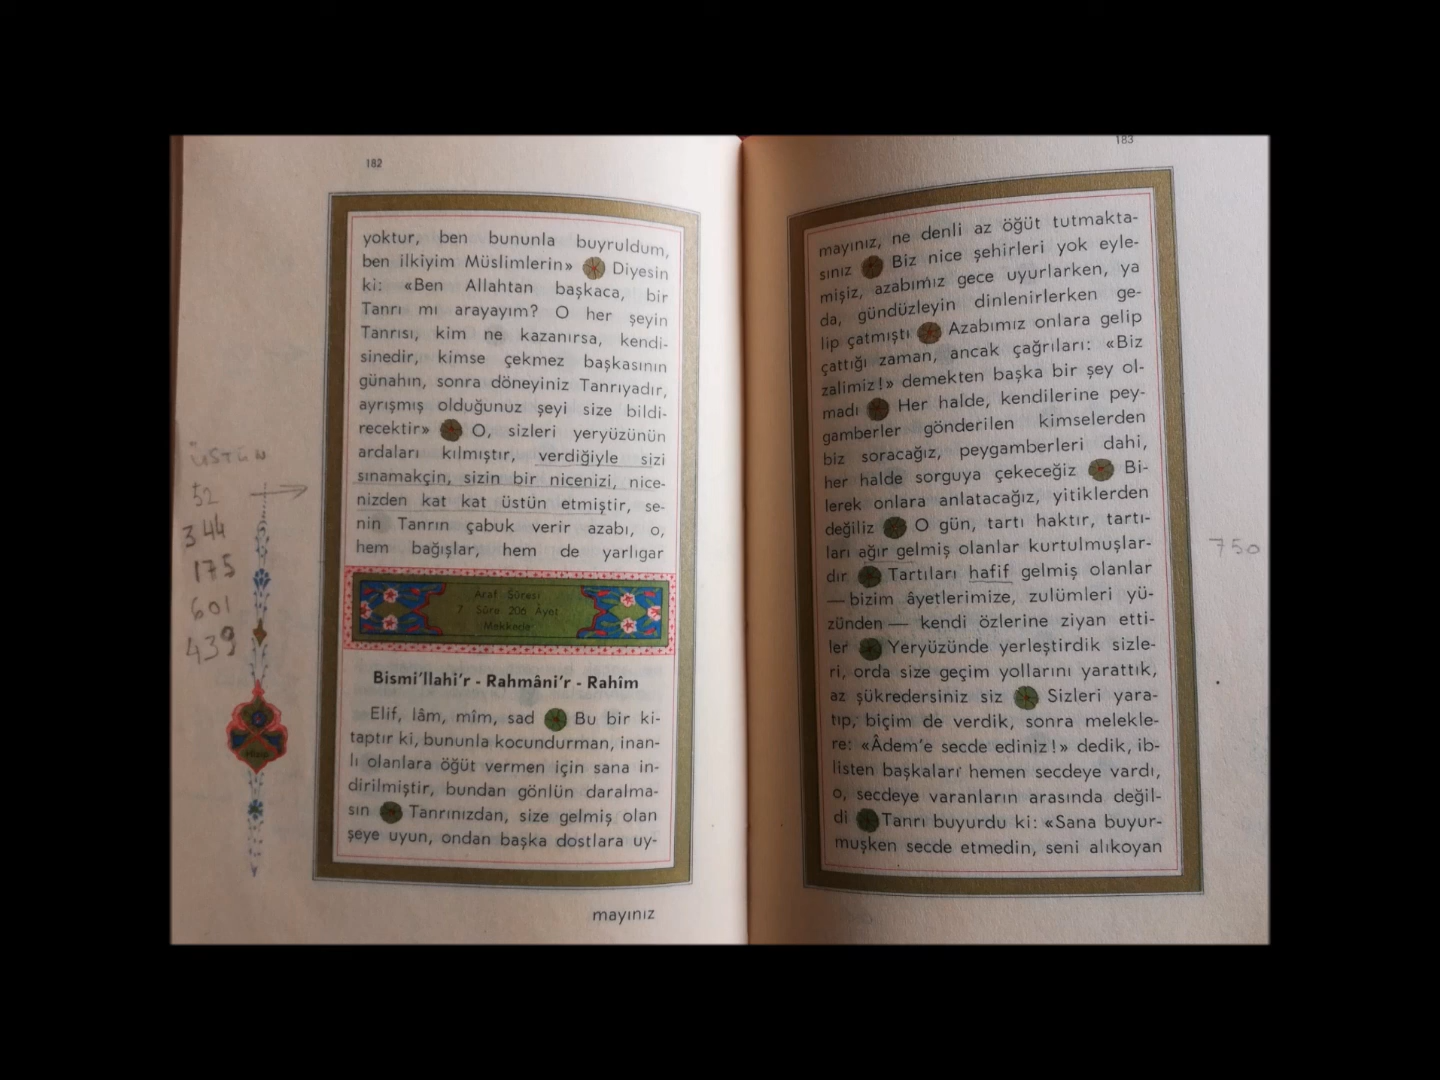 182
yoktur, ben bununla buyruldum,
ben ilkiyim Müslimlerin» Diyesin
ki: «Ben Allahtan başkaca, bir
Tanrı mı arayayım? O her şeyin
Tanrısı, kim ne kazanırsa, kendi-
sinedir, kimse çekmez başkasının
günahın, sonra döneyiniz Tanrıyadır,
ayrışmış olduğunuz şeyi size bildi-
recektir» O, sizleri yeryüzünün
ardaları kılmıştır, verdiğiyle sizi
sınamakçin, sizin bir nicenizi, nice-
nizden kat kat üstün etmiştir, se-
nin Tanrın çabuk verir azabı, o,
hem bağışlar, hem de yarlıgar
ÜSTÜN
52
344
175
601
439
Âraf Sûresi
7 Sûre 206 Âyet
Mekkede
Bismi'llahi'r - Rahmâni'r - Rahîm
Elif, lâm, mîm, sad Bu bir ki-
taptır ki, bununla kocundurman, inan-
lı olanlara öğüt vermen için sana in-
dirilmiştir, bundan gönlün daralma-
sın Tanrınızdan, size gelmiş olan
şeye uyun, ondan başka dostlara uy-
mayınız
183
mayınız, ne denli az öğüt tutmakta-
sınız Biz nice şehirleri yok eyle-
mişiz, azabımız gece uyurlarken, ya
da, gündüzleyin dinlenirlerken ge-
lip çatmıştı Azabımız onlara gelip
çattığı zaman, ancak çağrıları: «Biz
zalimiz!» demekten başka bir şey ol-
madı Her halde, kendilerine pey-
gamberler gönderilen kimselerden
biz soracağız, peygamberleri dahi,
her halde sorguya çekeceğiz Bi-
lerek onlara anlatacağız, yitiklerden
değiliz O gün, tartı haktır, tartı-
ları ağır gelmiş olanlar kurtulmuşlar-
dır Tartıları hafif gelmiş olanlar
— bizim âyetlerimize, zulümleri yü-
zünden — kendi özlerine ziyan etti-
ler Yeryüzünde yerleştirdik sizle-
ri, orda size geçim yollarını yarattık,
az şükredersiniz siz Sizleri yara-
tıp, biçim de verdik, sonra melekle-
re: «Âdem'e secde ediniz!» dedik, ib-
listen başkaları hemen secdeye vardı,
o, secdeye varanların arasında değil-
di Tanrı buyurdu ki: «Sana buyur-
muşken secde etmedin, seni alıkoyan
750